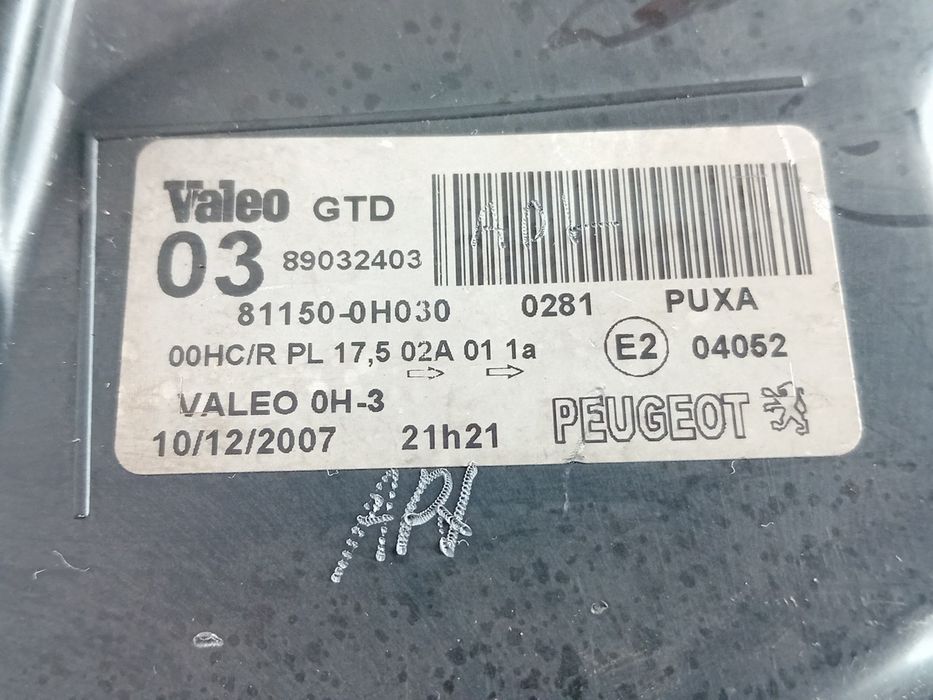 Valeo GTD
03 89032403
81150-0H030 0281 PUXA
00HC/R PL 17,5 02A 01 1a E2 04052
VALEO 0H-3
PEUGEOT
10/12/2007 21h21